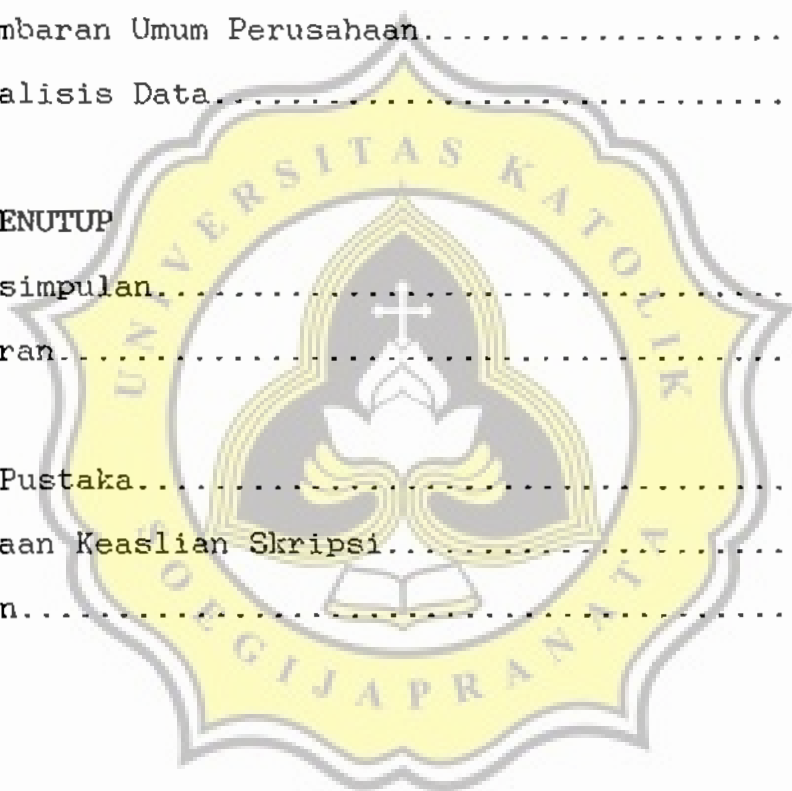 mbaran Umum Perusahaan....................
alisis Data...............................
ENUTUP
simpulan..................................
ran.......................................
Pustaka...................................
aan Keaslian Skripsi......................
n.........................................
UNIVERSITAS KATOLIK
SOEGIJAPRANATA